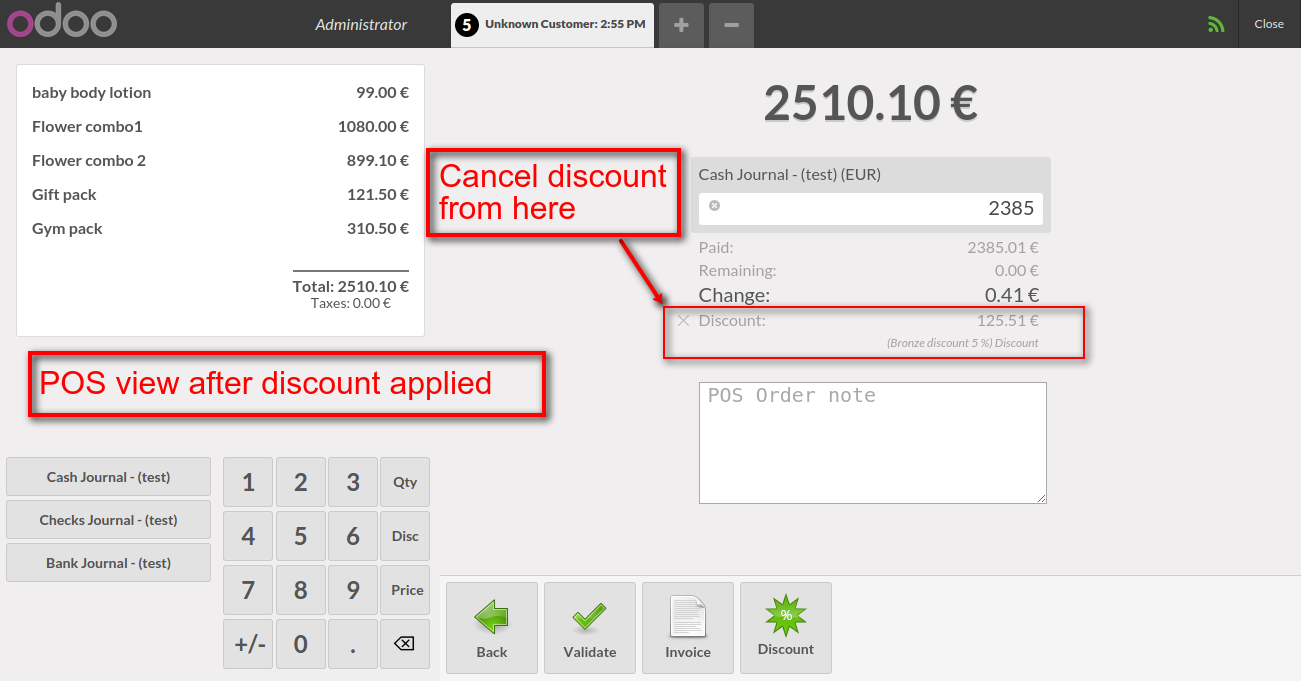 odoo
Administrator
5 Unknown Customer: 2:55 PM
+
−
Close
baby body lotion 99.00 €
Flower combo1 1080.00 €
Flower combo 2 899.10 €
Gift pack 121.50 €
Gym pack 310.50 €
Total: 2510.10 €
Taxes: 0.00 €
2510.10 €
Cancel discount
from here
Cash Journal - (test) (EUR)
2385
Paid: 2385.01 €
Remaining: 0.00 €
Change: 0.41 €
Discount: 125.51 €
(Bronze discount 5 %) Discount
POS view after discount applied
POS Order note
Cash Journal - (test)
Checks Journal - (test)
Bank Journal - (test)
1 2 3 Qty
4 5 6 Disc
7 8 9 Price
+/- 0 .
Back
Validate
Invoice
%
Discount